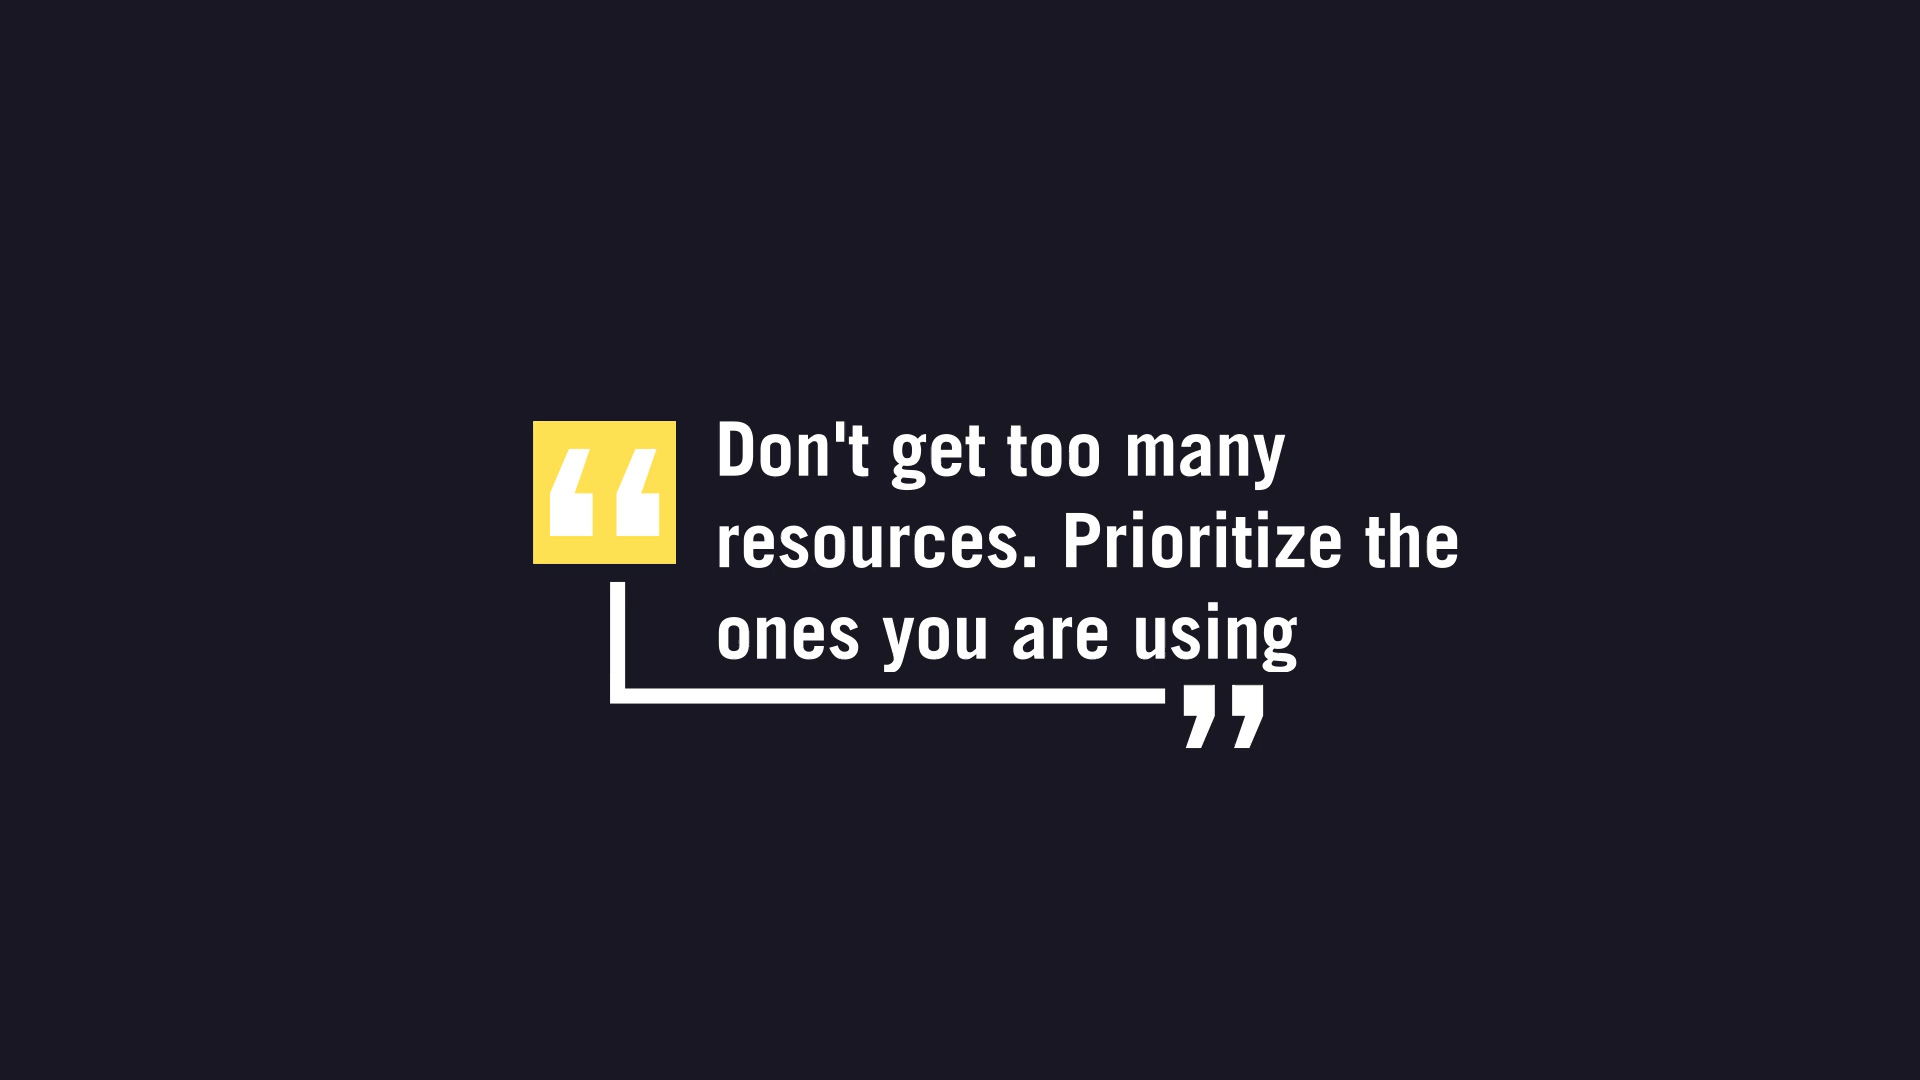 “
Don't get too many
resources. Prioritize the
ones you are using
”